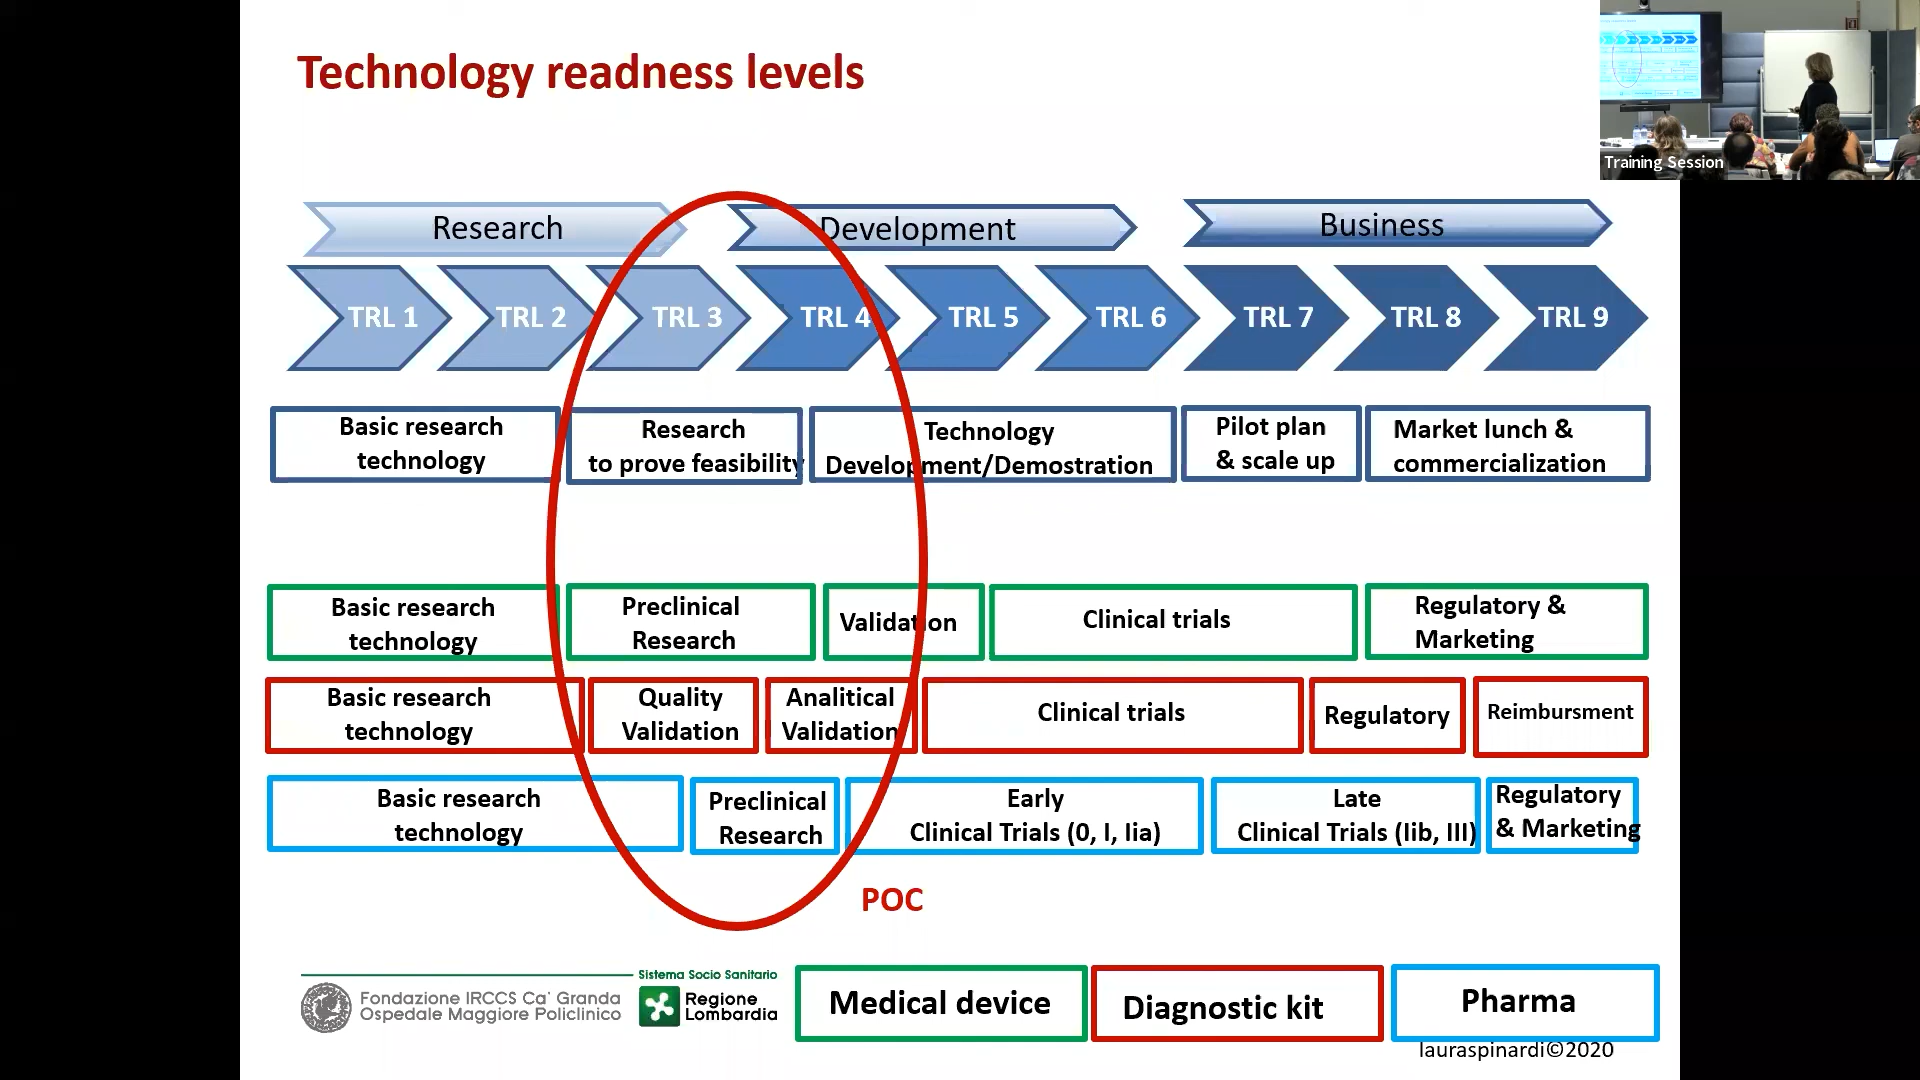 Technology readness levels
Training Session
Research
Development
Business
TRL 1
TRL 2
TRL 3
TRL 4
TRL 5
TRL 6
TRL 7
TRL 8
TRL 9
Basic research
technology
Research
to prove feasibility
Technology
Development/Demostration
Pilot plan
& scale up
Market lunch &
commercialization
Basic research
technology
Preclinical
Research
Validation
Clinical trials
Regulatory &
Marketing
Basic research
technology
Quality
Validation
Analitical
Validation
Clinical trials
Regulatory
Reimbursment
Basic research
technology
Preclinical
Research
Early
Clinical Trials (0, I, Iia)
Late
Clinical Trials (Iib, III)
Regulatory
& Marketing
POC
Fondazione IRCCS Ca' Granda
Ospedale Maggiore Policlinico
Sistema Socio Sanitario
Regione
Lombardia
Medical device
Diagnostic kit
Pharma
lauraspinardi©2020